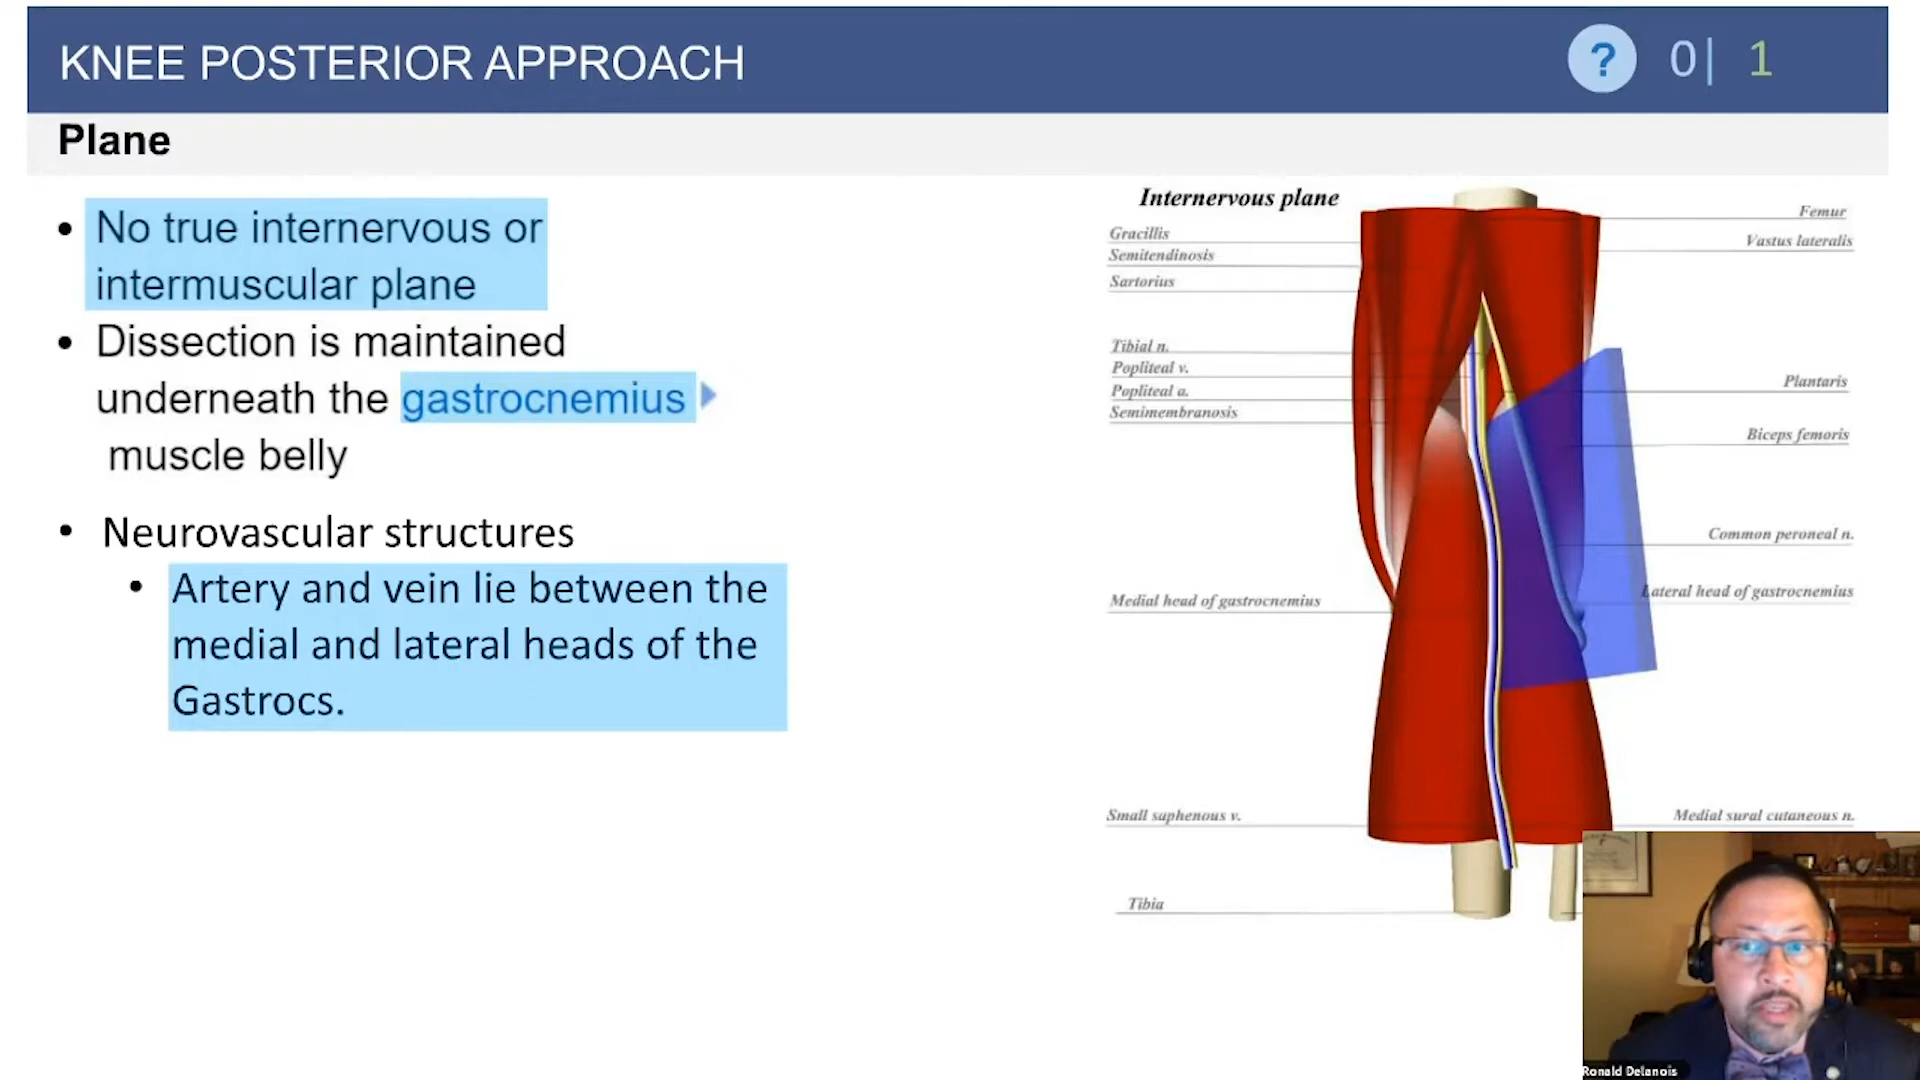 KNEE POSTERIOR APPROACH
? 0| 1
Plane
• No true internervous or
intermuscular plane
• Dissection is maintained
underneath the gastrocnemius
muscle belly
• Neurovascular structures
• Artery and vein lie between the
medial and lateral heads of the
Gastrocs.
Internervous plane
Gracillis
Semitendinosis
Sartorius
Tibial n.
Popliteal v.
Popliteal a.
Semimembranosis
Medial head of gastrocnemius
Small saphenous v.
Tibia
Femur
Vastus lateralis
Plantaris
Biceps femoris
Common peroneal n.
Lateral head of gastrocnemius
Medial sural cutaneous n.
Ronald Delanois